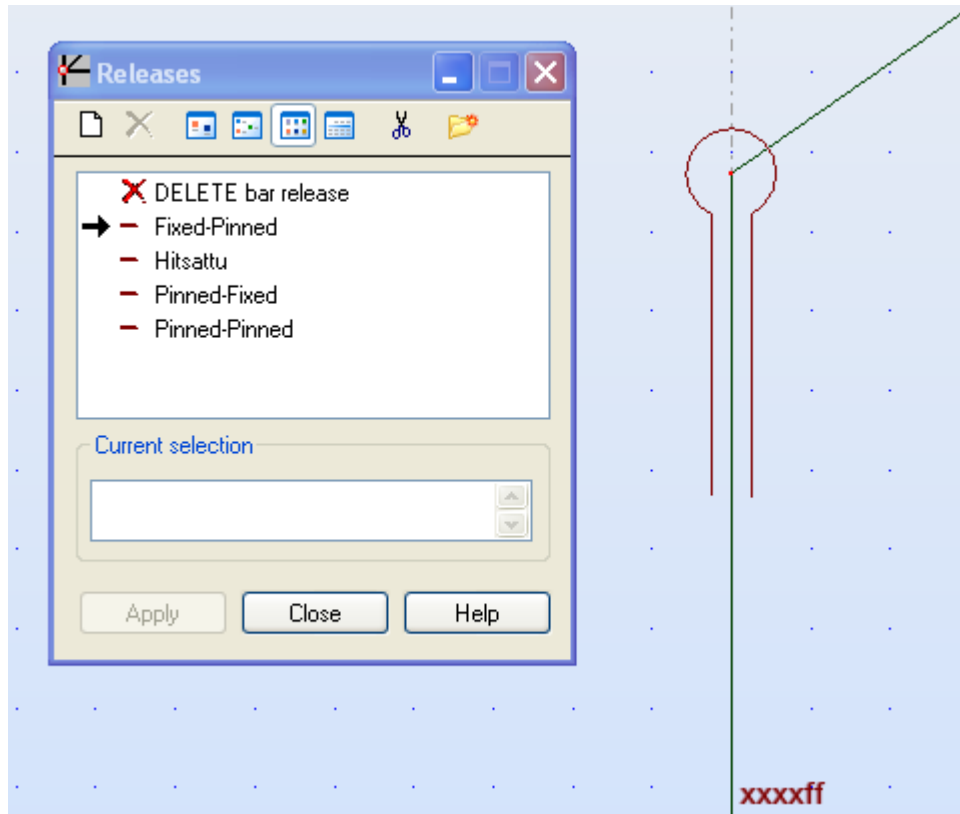 Releases
DELETE bar release
Fixed-Pinned
Hitsattu
Pinned-Fixed
Pinned-Pinned
Current selection
Apply Close Help
xxxxff